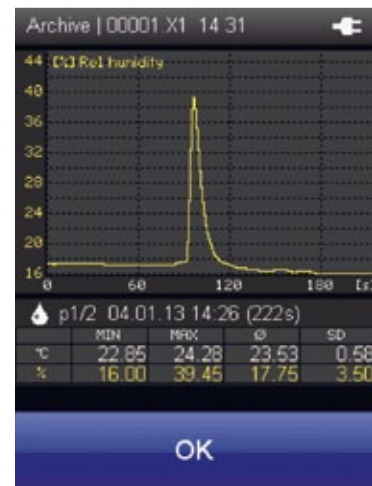 Archive | 00001.X1 14:31
44 [%] Rel humidity
40
36
32
28
24
20
16
0 60 120 180 [s]
p1/2 04.01.13 14:26 (222s)
MIN MAX Ø SD
°C 22.85 24.28 23.53 0.58
% 16.00 39.45 17.75 3.50
OK